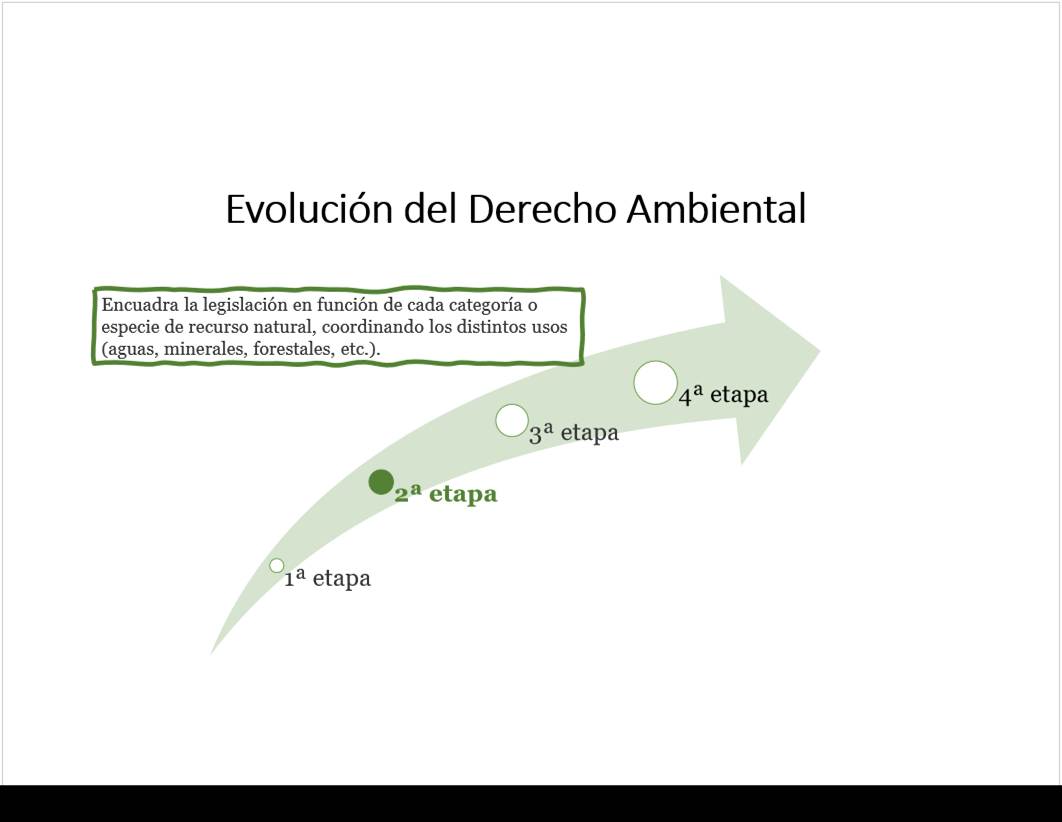 Evolución del Derecho Ambiental
Encuadra la legislación en función de cada categoría o
especie de recurso natural, coordinando los distintos usos
(aguas, minerales, forestales, etc.).
4ª etapa
3ª etapa
2ª etapa
1ª etapa